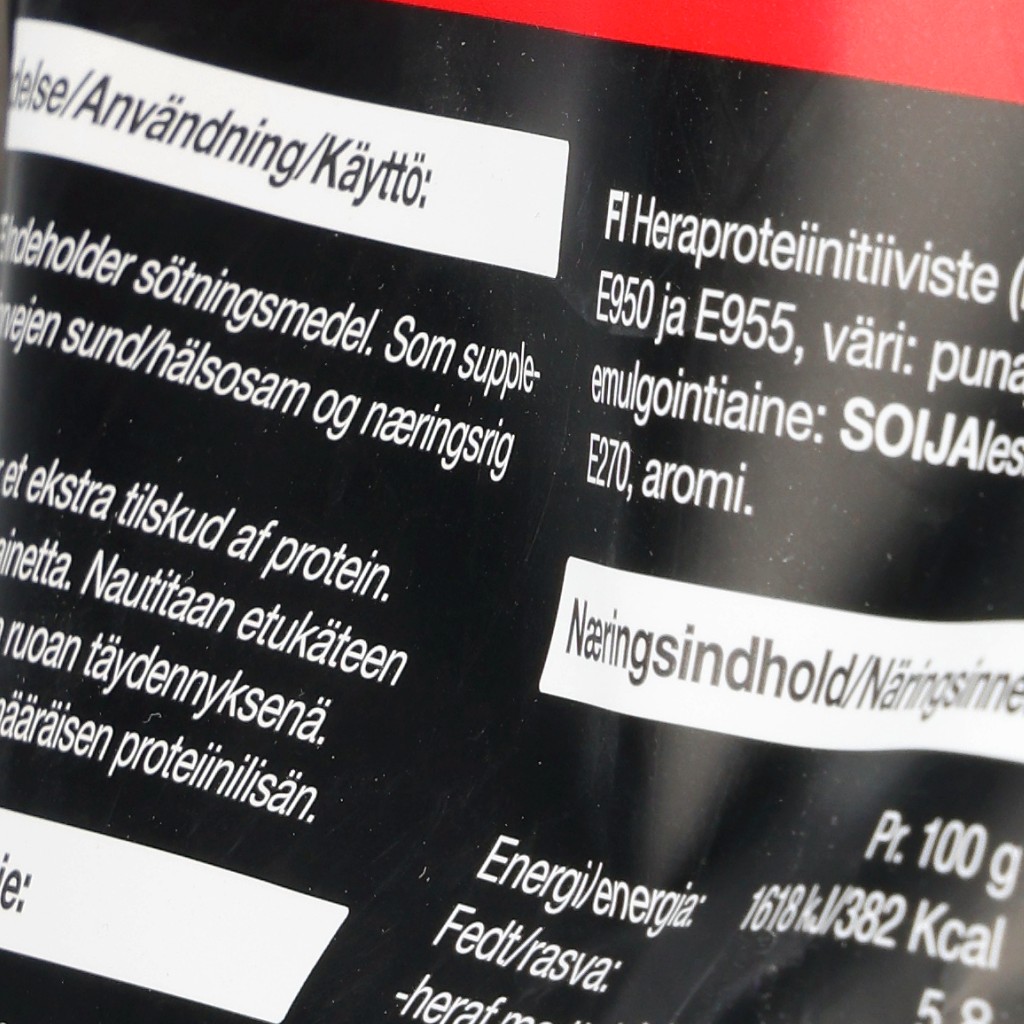 delse/Användning/Käyttö:
Indeholder sötningsmedel. Som supple-
vejen sund/hälsosam og næringsrig
et ekstra tilskud af protein.
ainetta. Nautitaan etukäteen
ruoan täydennyksenä.
määräisen proteiinilisän.
ie:
FI Heraproteiinitiiviste (
E950 ja E955, väri: puna
emulgointiaine: SOIJAles
E270, aromi.
Næringsindhold/Näringsinne
Pr. 100 g
Energi/energia: 1618 kJ/382 Kcal
Fedt/rasva: 5,8